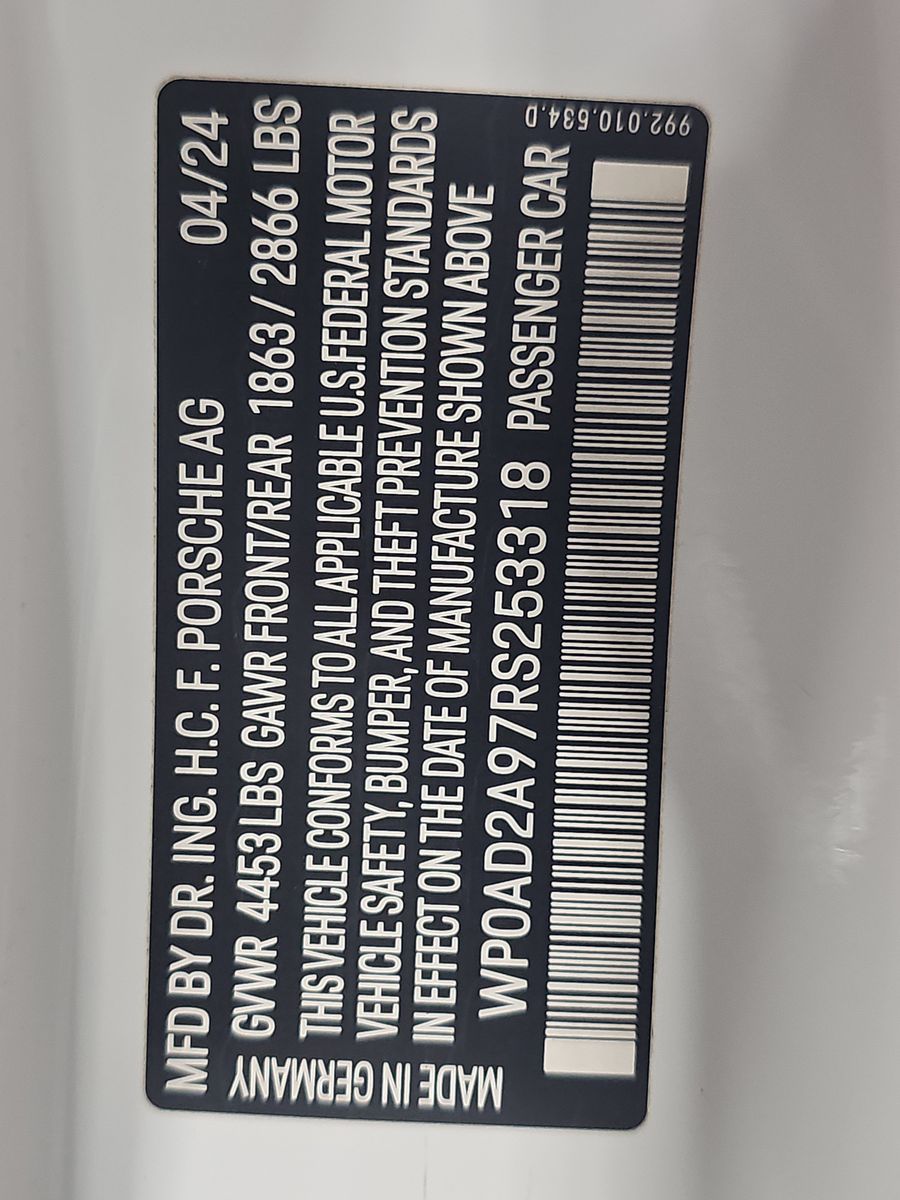 MFD BY DR. ING. H.C. F. PORSCHE AG 04/24
GVWR 4453 LBS GAWR FRONT/REAR 1863 / 2866 LBS
THIS VEHICLE CONFORMS TO ALL APPLICABLE U.S. FEDERAL MOTOR
VEHICLE SAFETY, BUMPER, AND THEFT PREVENTION STANDARDS
IN EFFECT ON THE DATE OF MANUFACTURE SHOWN ABOVE
WP0AD2A97RS253318 PASSENGER CAR
MADE IN GERMANY
992.010.534.D